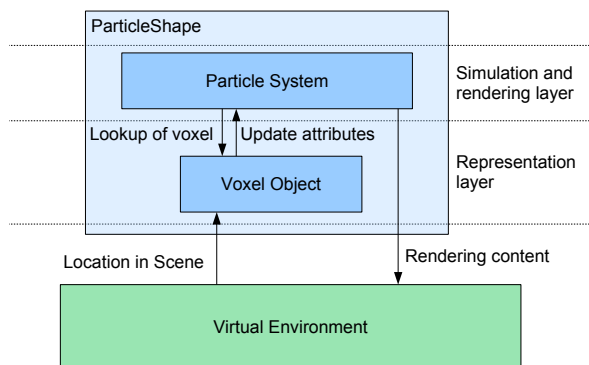 ParticleShape
Particle System
Simulation and
rendering layer
Lookup of voxel
Update attributes
Voxel Object
Representation
layer
Location in Scene
Rendering content
Virtual Environment